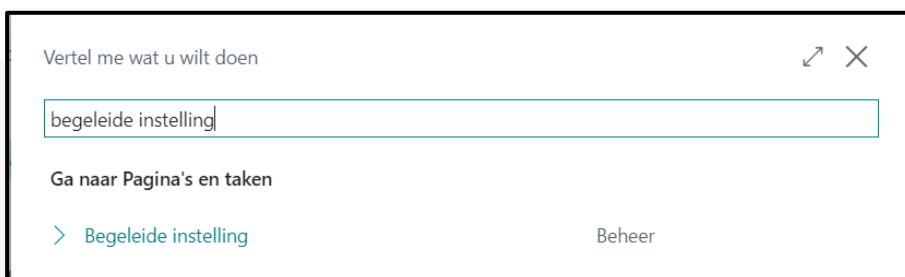 Vertel me wat u wilt doen
begeleide instelling
Ga naar Pagina's en taken
Begeleide instelling Beheer